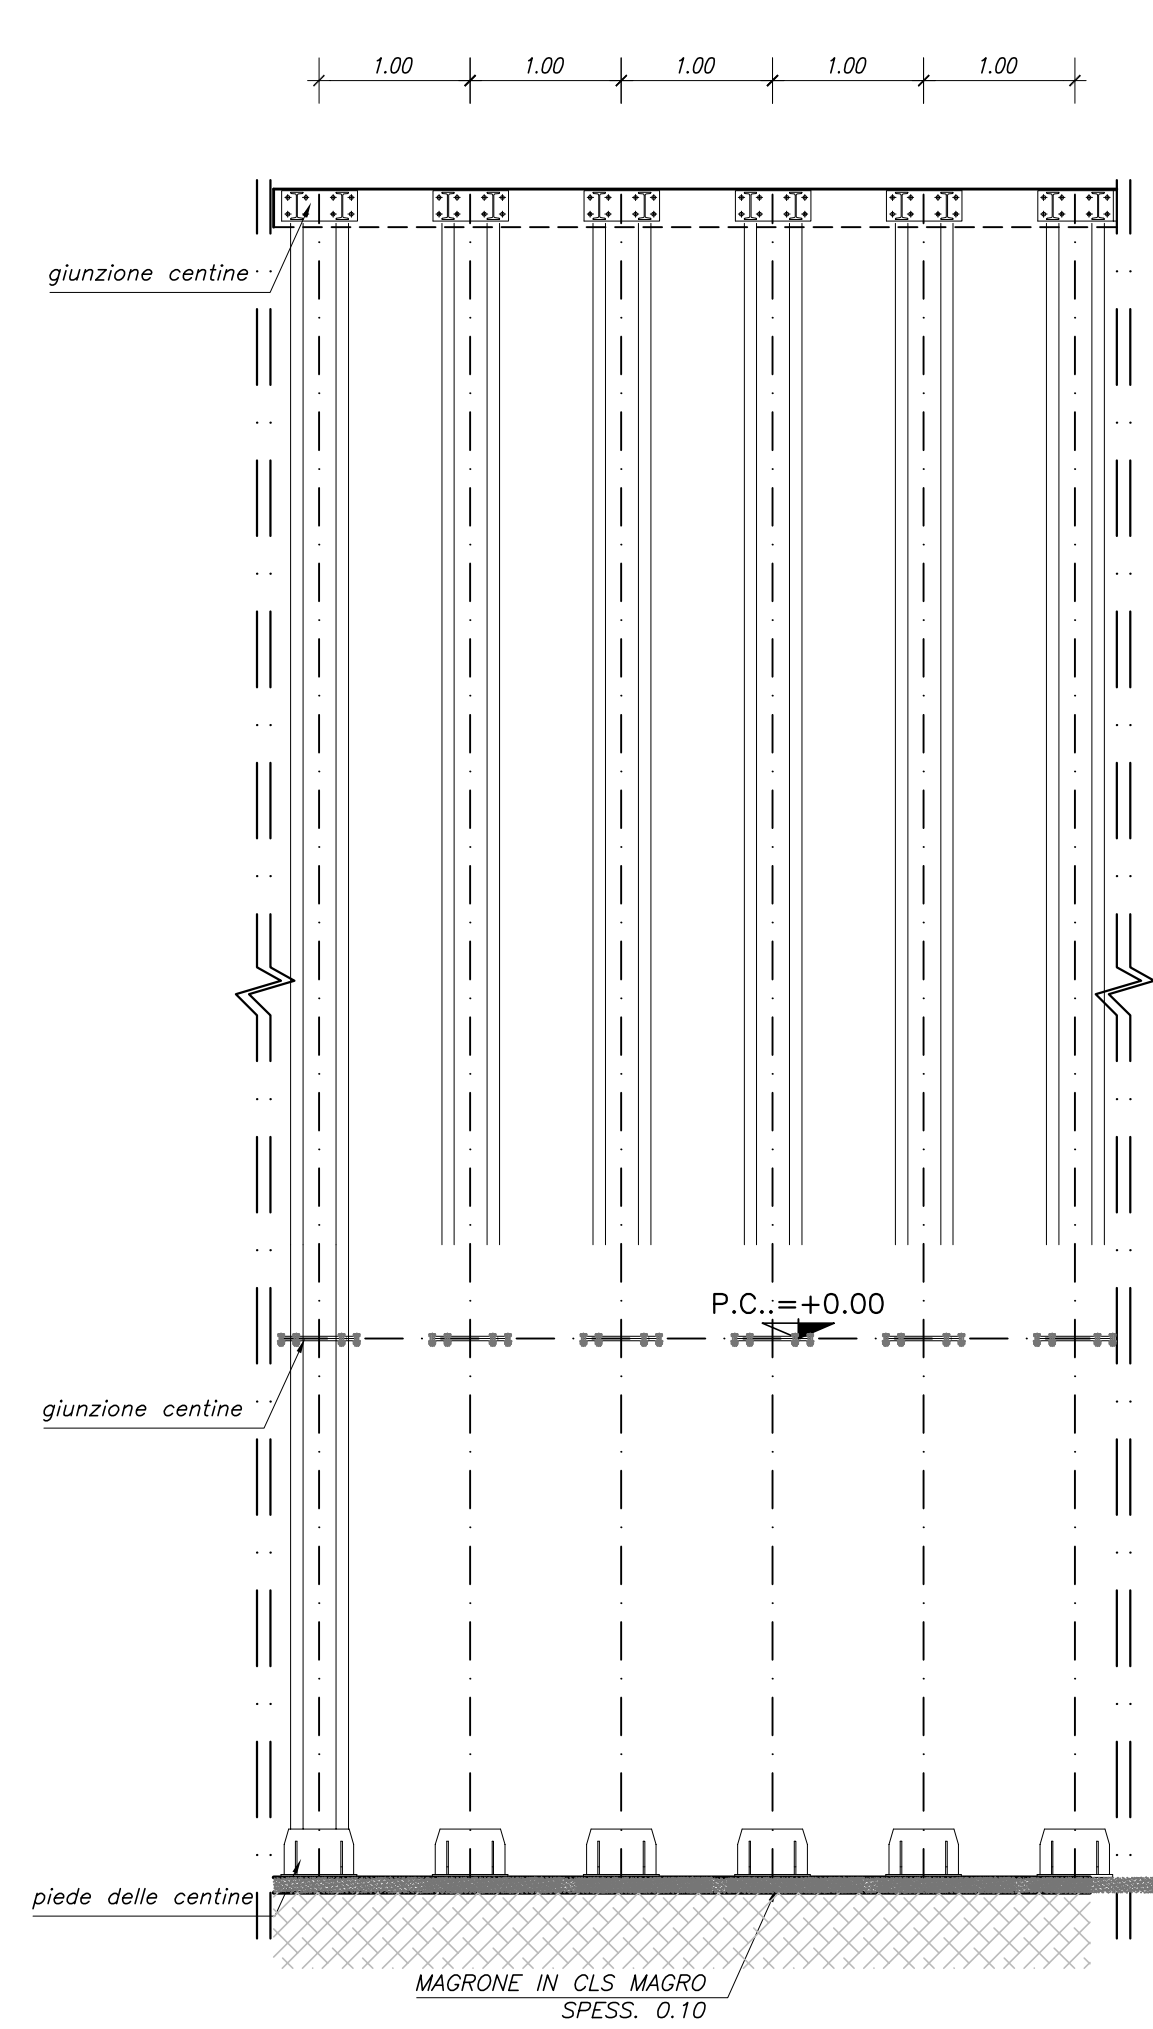 1.00 1.00 1.00 1.00 1.00
giunzione centine
P.C..=+0.00
giunzione centine
piede delle centine
MAGRONE IN CLS MAGRO
SPESS. 0.10